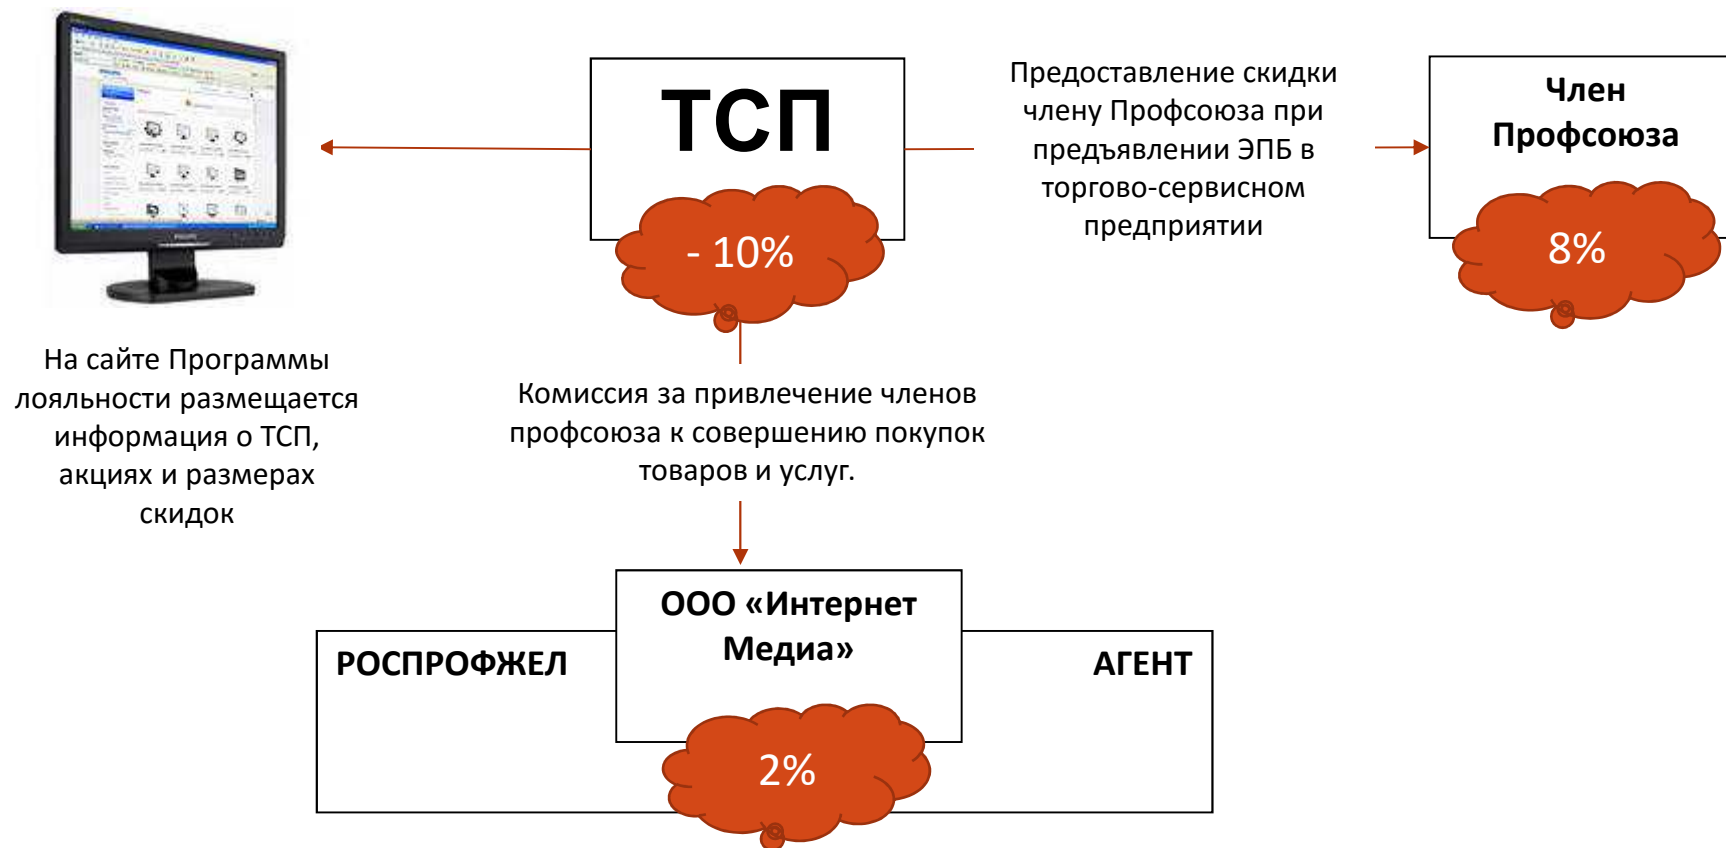 ТСП
- 10%
Предоставление скидки
члену Профсоюза при
предъявлении ЭПБ в
торгово-сервисном
предприятии
Член
Профсоюза
8%
На сайте Программы
лояльности размещается
информация о ТСП,
акциях и размерах
скидок
Комиссия за привлечение членов
профсоюза к совершению покупок
товаров и услуг.
ООО «Интернет
Медиа»
РОСПРОФЖЕЛ
АГЕНТ
2%